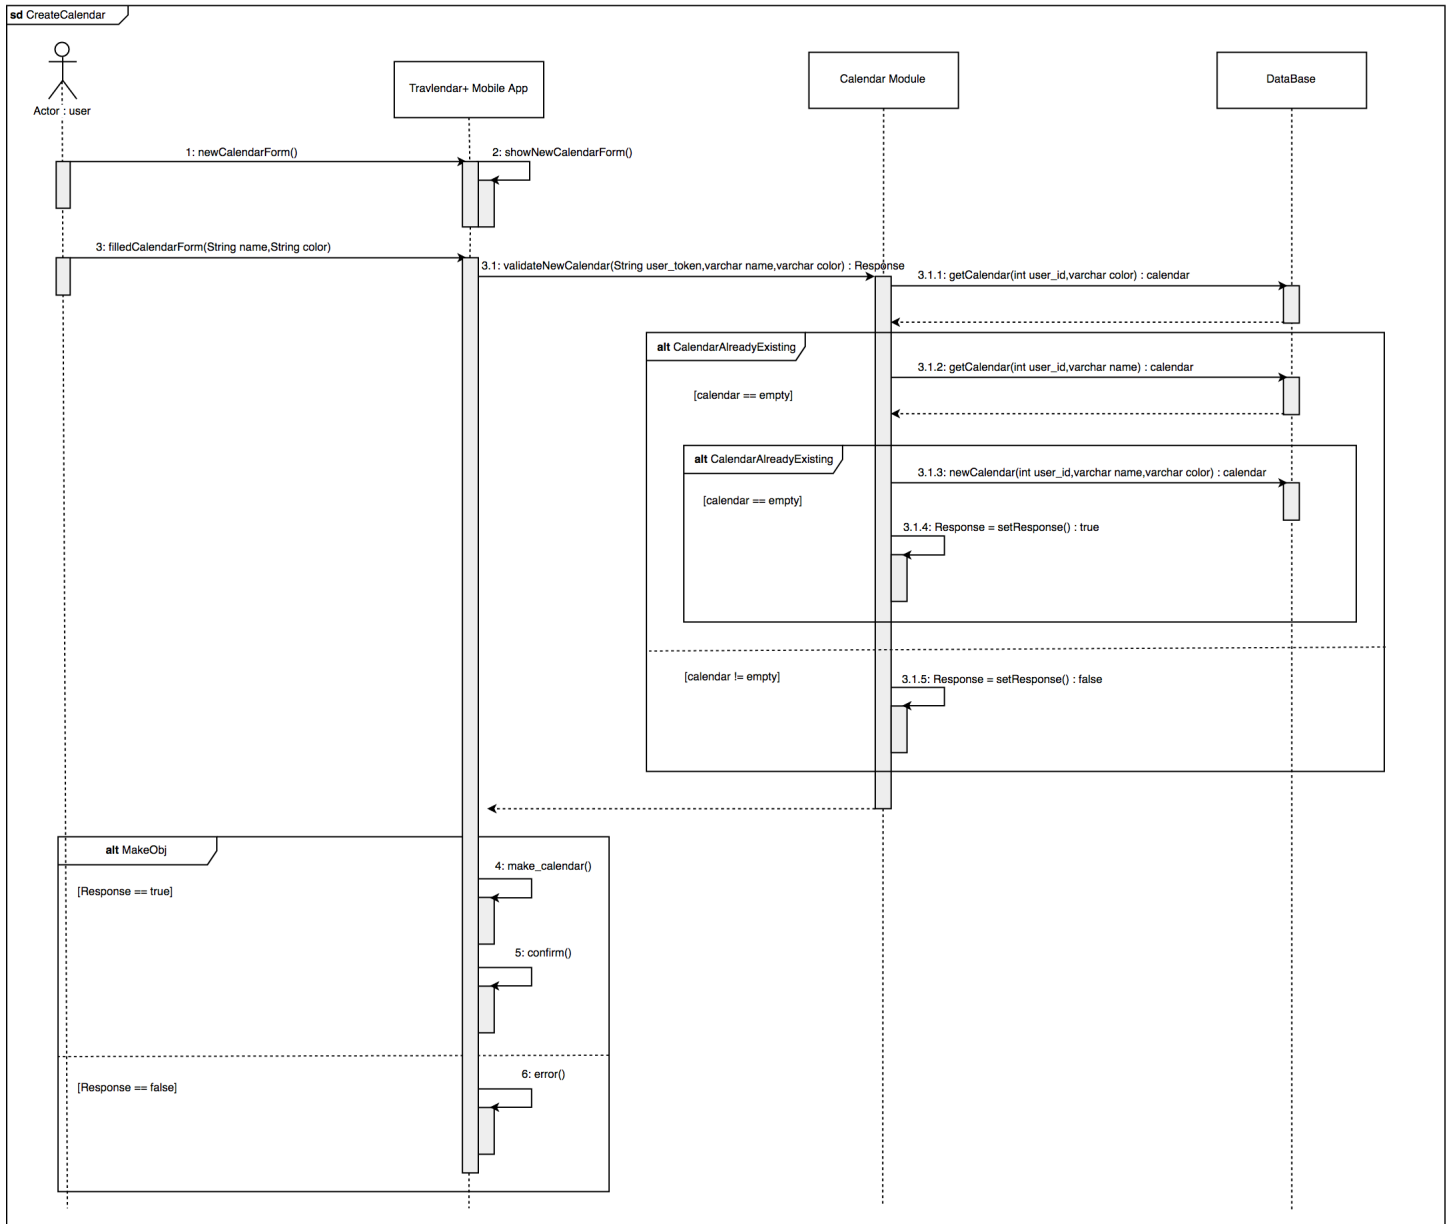 sd CreateCalendar
Actor : user
Travlendar+ Mobile App
Calendar Module
DataBase
1: newCalendarForm()
2: showNewCalendarForm()
3: filledCalendarForm(String name,String color)
3.1: validateNewCalendar(String user_token,varchar name,varchar color) : Response
3.1.1: getCalendar(int user_id,varchar color) : calendar
alt CalendarAlreadyExisting
3.1.2: getCalendar(int user_id,varchar name) : calendar
[calendar == empty]
alt CalendarAlreadyExisting
3.1.3: newCalendar(int user_id,varchar name,varchar color) : calendar
[calendar == empty]
3.1.4: Response = setResponse() : true
[calendar != empty]
3.1.5: Response = setResponse() : false
alt MakeObj
4: make_calendar()
[Response == true]
5: confirm()
6: error()
[Response == false]